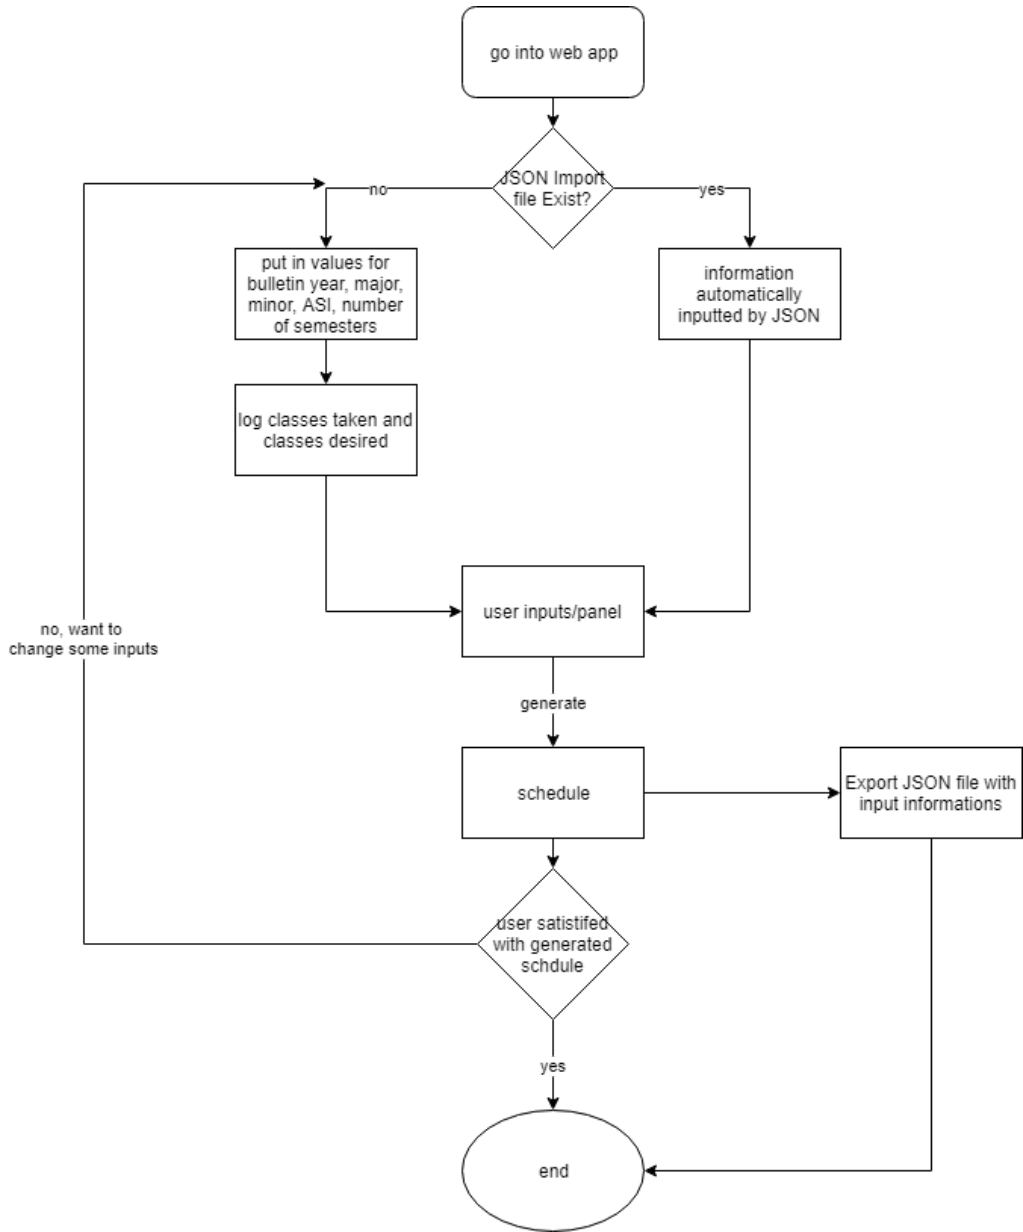 go into web app
JSON Import
file Exist?
no
yes
put in values for
bulletin year, major,
minor, ASI, number
of semesters
information
automatically
inputted by JSON
log classes taken and
classes desired
user inputs/panel
no, want to
change some inputs
generate
schedule
Export JSON file with
input informations
user satistifed
with generated
schdule
yes
end